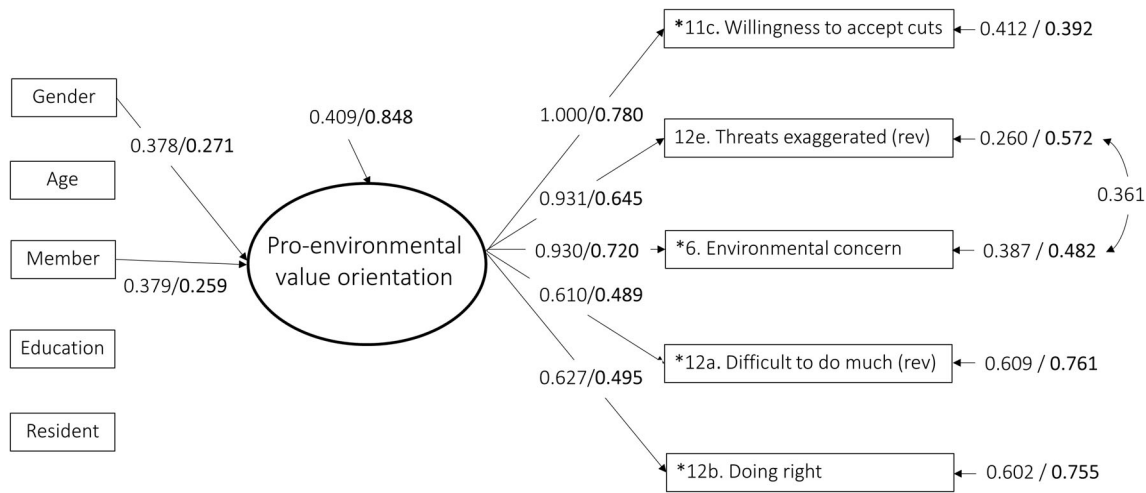 *11c. Willingness to accept cuts
0.412 / 0.392
Gender
0.409/0.848
1.000/0.780
0.378/0.271
12e. Threats exaggerated (rev)
0.260 / 0.572
Age
0.931/0.645
0.361
Pro-environmental
value orientation
Member
0.379/0.259
0.930/0.720
*6. Environmental concern
0.387 / 0.482
0.610/0.489
Education
*12a. Difficult to do much (rev)
0.609 / 0.761
0.627/0.495
Resident
*12b. Doing right
0.602 / 0.755